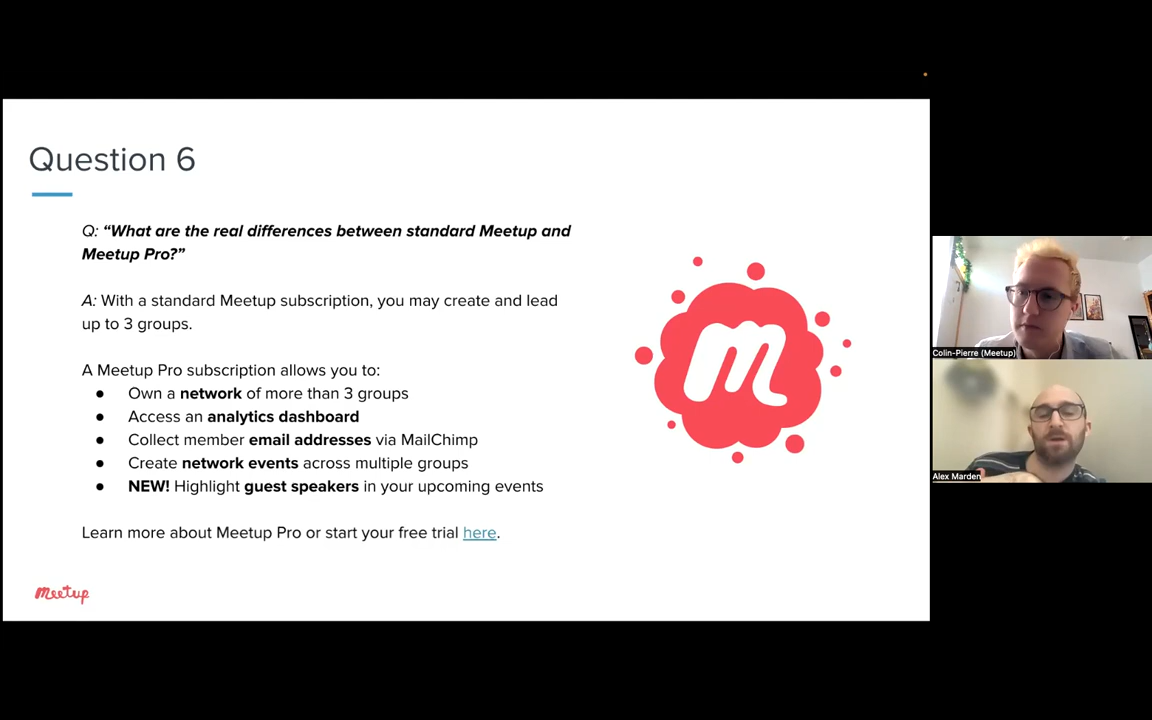 Question 6
Q: “What are the real differences between standard Meetup and
Meetup Pro?”
A: With a standard Meetup subscription, you may create and lead
up to 3 groups.
A Meetup Pro subscription allows you to:
● Own a network of more than 3 groups
● Access an analytics dashboard
● Collect member email addresses via MailChimp
● Create network events across multiple groups
● NEW! Highlight guest speakers in your upcoming events
Learn more about Meetup Pro or start your free trial here.
meetup
m
Colin-Pierre (Meetup)
Alex Marden